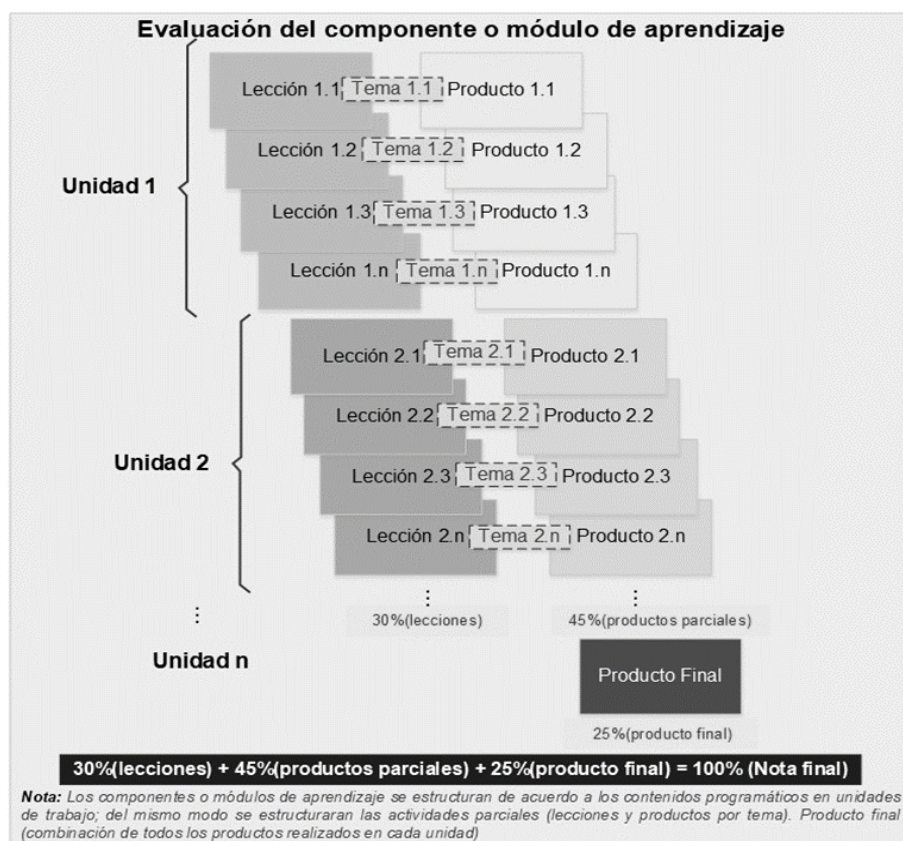 Evaluación del componente o módulo de aprendizaje
Lección 1.1 Tema 1.1 Producto 1.1
Lección 1.2 Tema 1.2 Producto 1.2
Unidad 1
Lección 1.3 Tema 1.3 Producto 1.3
Lección 1.n Tema 1.n Producto 1.n
Lección 2.1 Tema 2.1 Producto 2.1
Lección 2.2 Tema 2.2 Producto 2.2
Unidad 2
Lección 2.3 Tema 2.3 Producto 2.3
Lección 2.n Tema 2.n Producto 2.n
30%(lecciones) 45%(productos parciales)
Unidad n
Producto Final
25%(producto final)
30%(lecciones) + 45%(productos parciales) + 25%(producto final) = 100% (Nota final)
Nota: Los componentes o módulos de aprendizaje se estructuran de acuerdo a los contenidos programáticos en unidades
de trabajo; del mismo modo se estructuraran las actividades parciales (lecciones y productos por tema). Producto final
(combinación de todos los productos realizados en cada unidad)